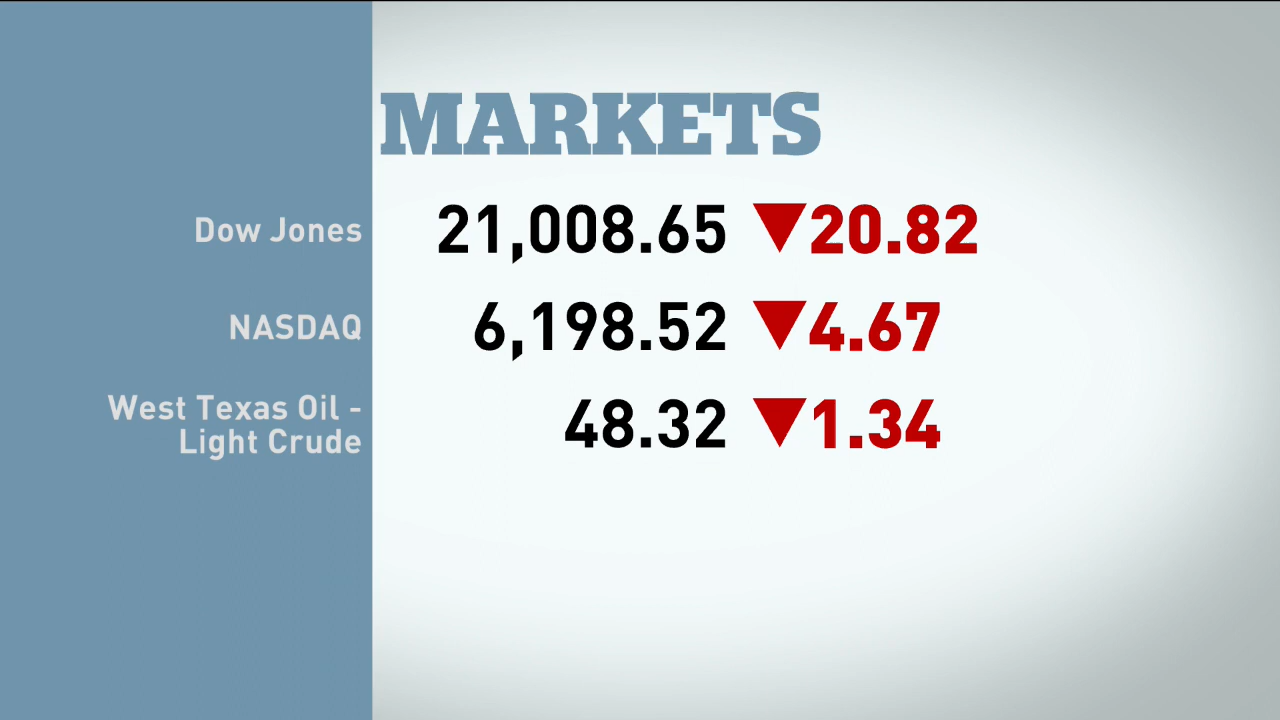 MARKETS
Dow Jones 21,008.65 ▼20.82
NASDAQ 6,198.52 ▼4.67
West Texas Oil -
Light Crude 48.32 ▼1.34